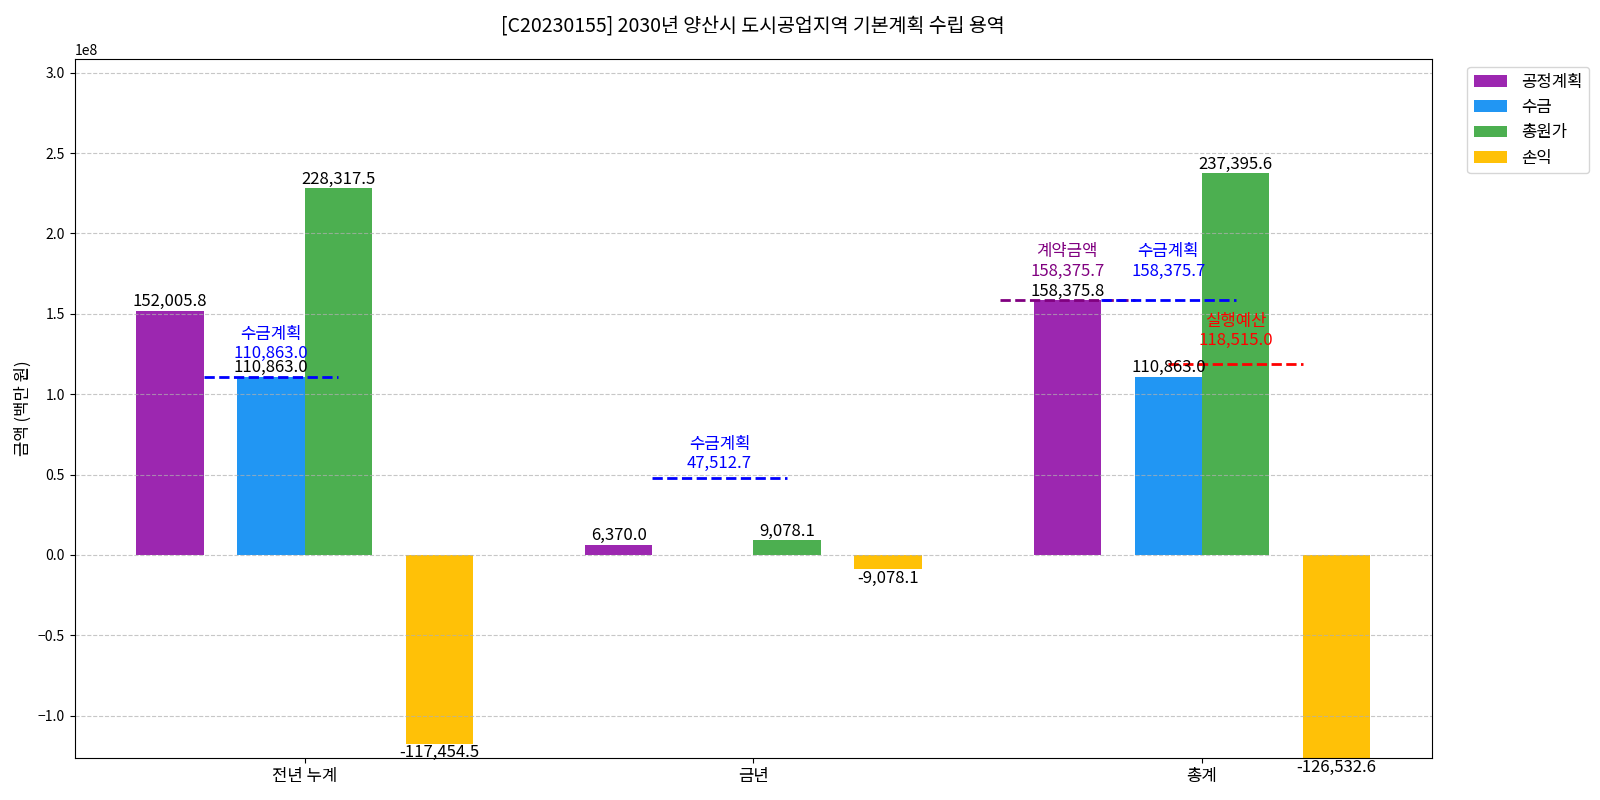 [C20230155] 2030년 양산시 도시공업지역 기본계획 수립 용역
1e8
3.0
2.5
2.0
1.5
1.0
0.5
0.0
−0.5
−1.0
금액 (백만 원)
152,005.8
수금계획
110,863.0
110,863.0
228,317.5
-117,454.5
6,370.0
수금계획
47,512.7
9,078.1
-9,078.1
계약금액
158,375.7
158,375.8
수금계획
158,375.7
110,863.0
237,395.6
실행예산
118,515.0
-126,532.6
전년 누계
금년
총계
공정계획
수금
총원가
손익